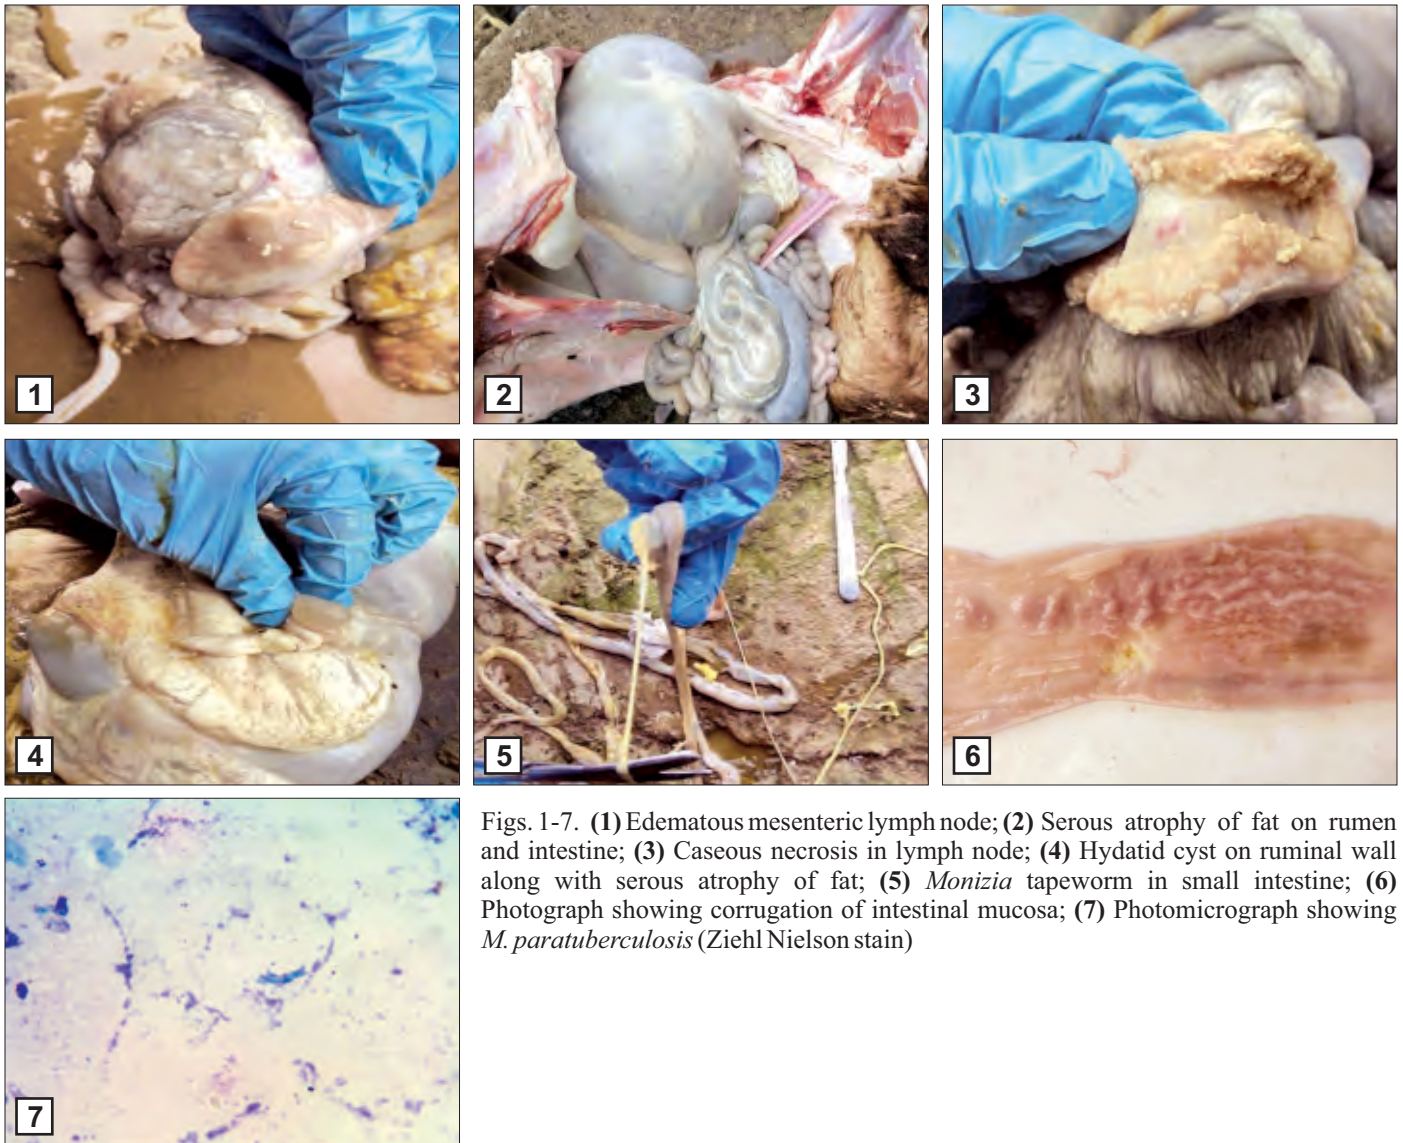 1
2
3
4
5
6
Figs. 1-7. (1) Edematous mesenteric lymph node; (2) Serous atrophy of fat on rumen
and intestine; (3) Caseous necrosis in lymph node; (4) Hydatid cyst on ruminal wall
along with serous atrophy of fat; (5) Monizia tapeworm in small intestine; (6)
Photograph showing corrugation of intestinal mucosa; (7) Photomicrograph showing
M. paratuberculosis (Ziehl Nielson stain)
7